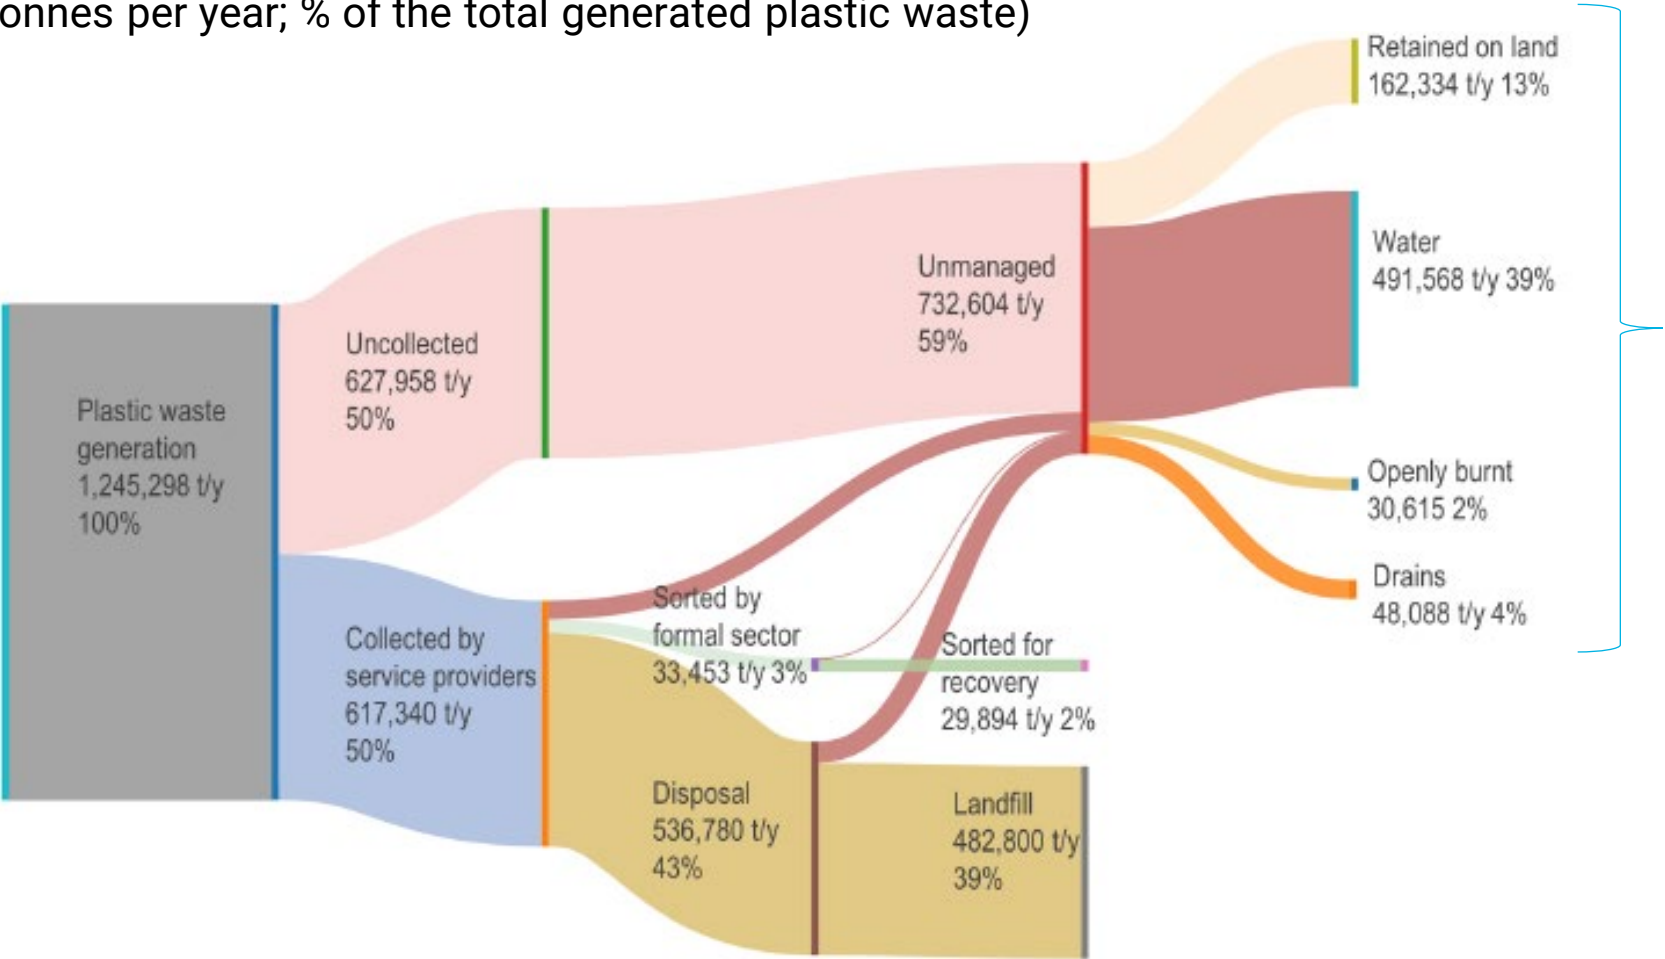 onnes per year; % of the total generated plastic waste)
Retained on land
162,334 t/y 13%
Water
491,568 t/y 39%
Unmanaged
732,604 t/y
59%
Uncollected
627,958 t/y
50%
Plastic waste
generation
1,245,298 t/y
100%
Openly burnt
30,615 2%
Drains
48,088 t/y 4%
Sorted by
formal sector
33,453 t/y 3%
Sorted for
recovery
29,894 t/y 2%
Collected by
service providers
617,340 t/y
50%
Disposal
536,780 t/y
43%
Landfill
482,800 t/y
39%